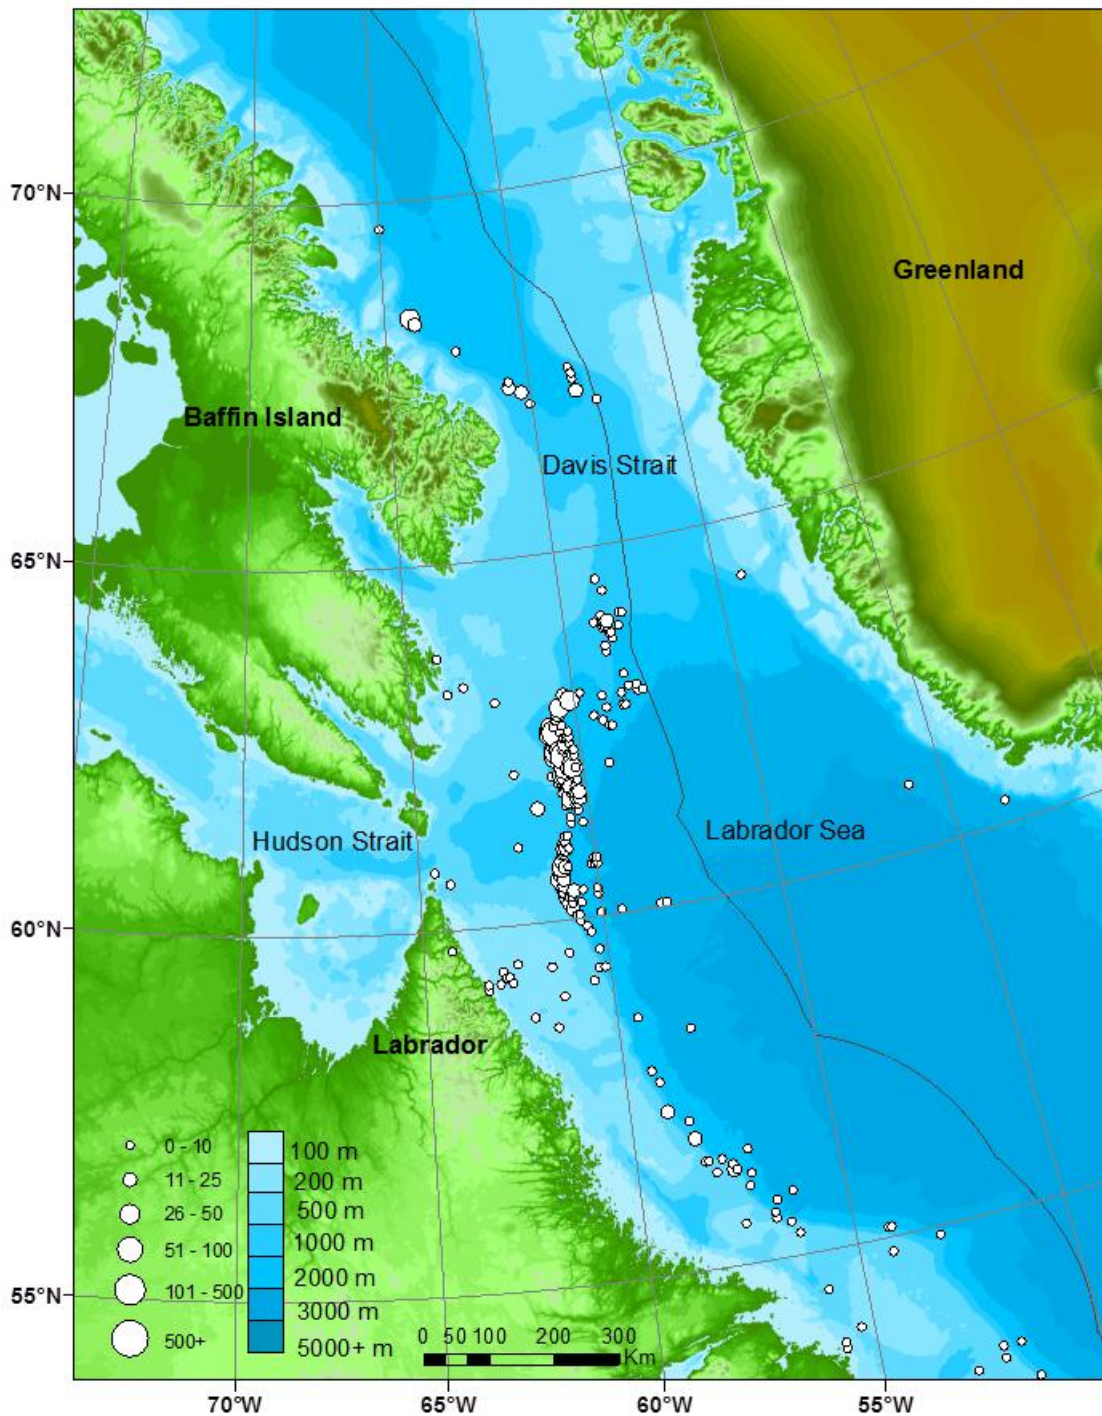 70°N
Greenland
Baffin Island
Davis Strait
65°N
Labrador Sea
Hudson Strait
60°N
Labrador
0 - 10
100 m
11 - 25
200 m
26 - 50
500 m
51 - 100
1000 m
101 - 500
2000 m
55°N
3000 m
500+
5000+ m
0 50 100 200 300
Km
70°W
65°W
60°W
55°W